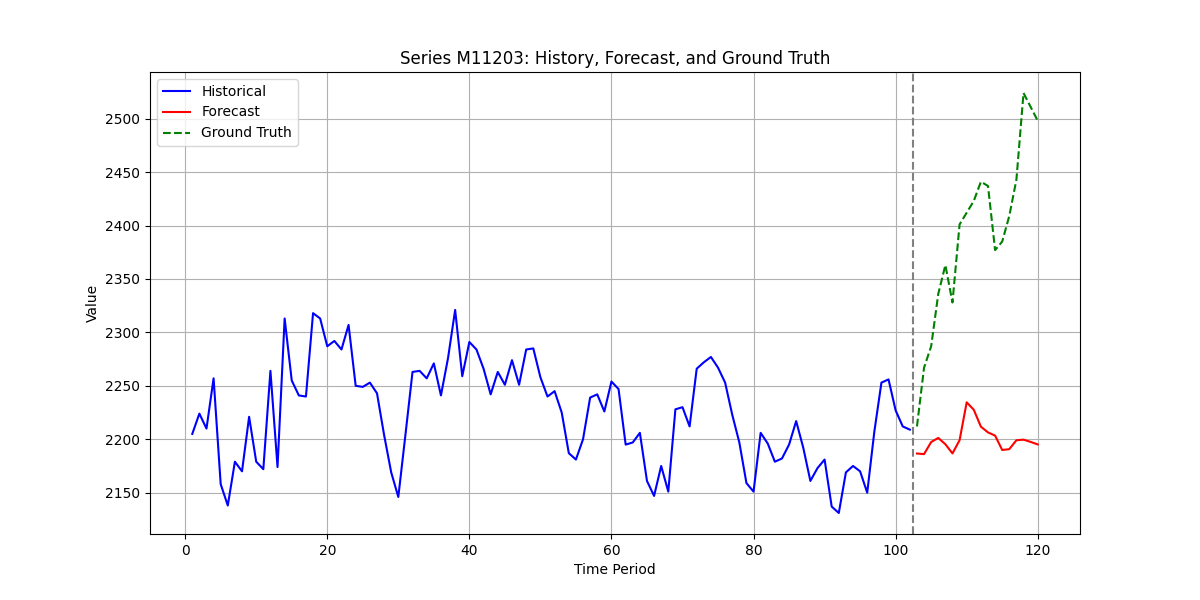 Series M11203: History, Forecast, and Ground Truth
Historical
Forecast
Ground Truth
Value
2500
2450
2400
2350
2300
2250
2200
2150
0 20 40 60 80 100 120
Time Period